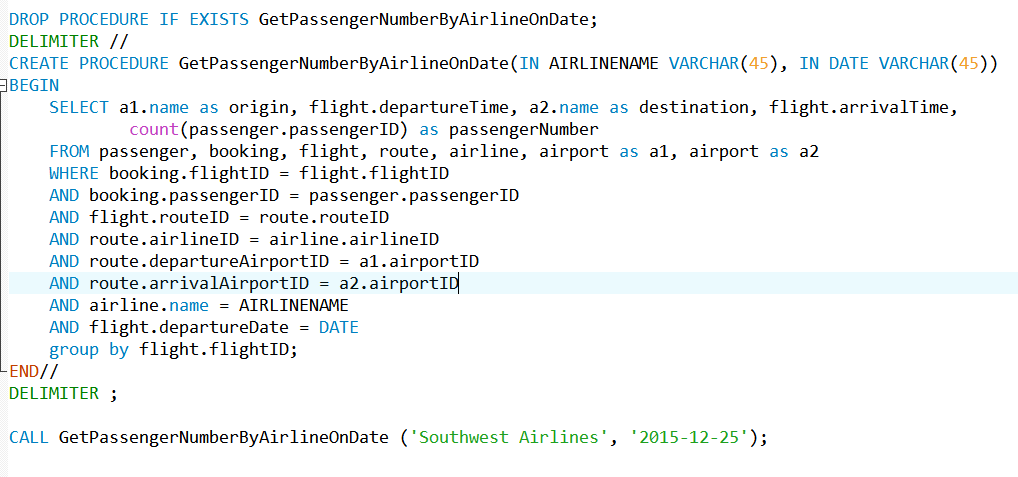 DROP PROCEDURE IF EXISTS GetPassengerNumberByAirlineOnDate;
DELIMITER //
CREATE PROCEDURE GetPassengerNumberByAirlineOnDate(IN AIRLINENAME VARCHAR(45), IN DATE VARCHAR(45))
BEGIN
    SELECT a1.name as origin, flight.departureTime, a2.name as destination, flight.arrivalTime,
            count(passenger.passengerID) as passengerNumber
    FROM passenger, booking, flight, route, airline, airport as a1, airport as a2
    WHERE booking.flightID = flight.flightID
    AND booking.passengerID = passenger.passengerID
    AND flight.routeID = route.routeID
    AND route.airlineID = airline.airlineID
    AND route.departureAirportID = a1.airportID
    AND route.arrivalAirportID = a2.airportID
    AND airline.name = AIRLINENAME
    AND flight.departureDate = DATE
    group by flight.flightID;
END//
DELIMITER ;
CALL GetPassengerNumberByAirlineOnDate ('Southwest Airlines', '2015-12-25');